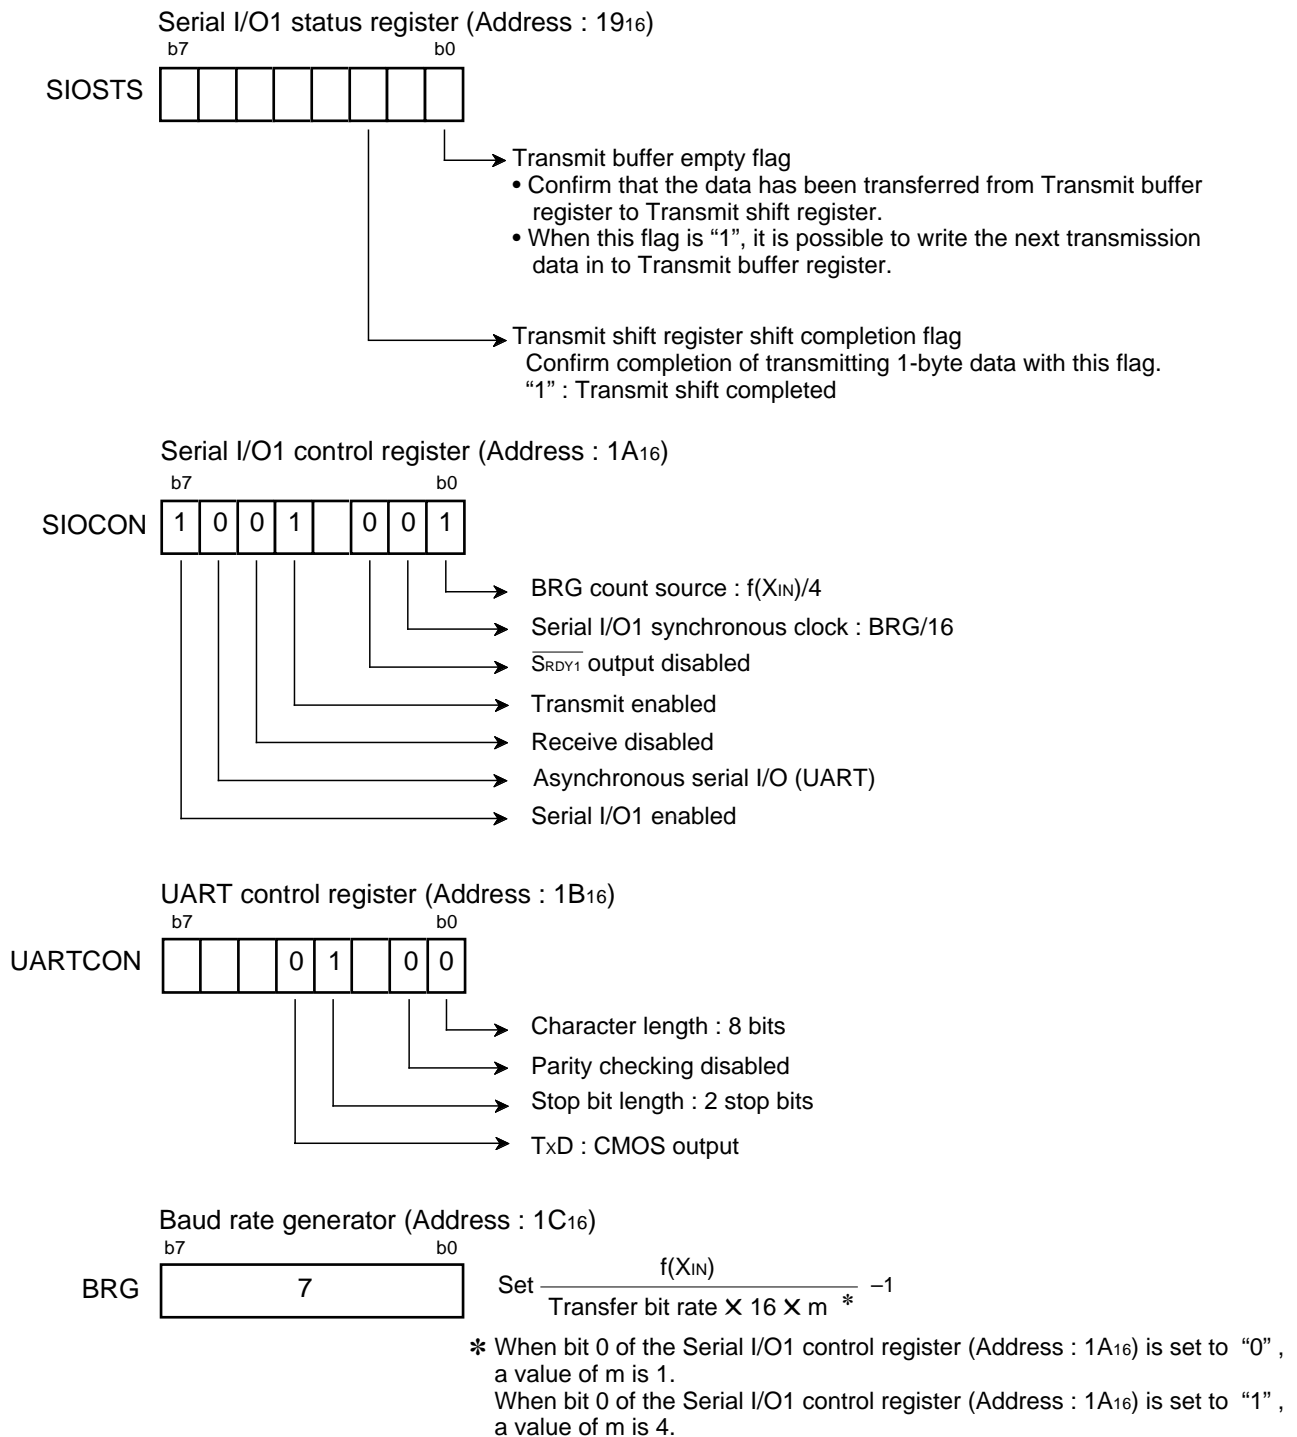 Serial I/O1 status register (Address : 1916)
b7 b0
SIOSTS
Transmit buffer empty flag
• Confirm that the data has been transferred from Transmit buffer
register to Transmit shift register.
• When this flag is “1”, it is possible to write the next transmission
data in to Transmit buffer register.
Transmit shift register shift completion flag
Confirm completion of transmitting 1-byte data with this flag.
“1” : Transmit shift completed
Serial I/O1 control register (Address : 1A16)
b7 b0
SIOCON 1 0 0 1 0 0 1
BRG count source : f(XIN)/4
Serial I/O1 synchronous clock : BRG/16
SRDY1 output disabled
Transmit enabled
Receive disabled
Asynchronous serial I/O (UART)
Serial I/O1 enabled
UART control register (Address : 1B16)
b7 b0
UARTCON 0 1 0 0
Character length : 8 bits
Parity checking disabled
Stop bit length : 2 stop bits
TxD : CMOS output
Baud rate generator (Address : 1C16)
b7 b0
BRG 7
f(XIN)
Set –1
Transfer bit rate ✕ 16 ✕ m ✻
✻ When bit 0 of the Serial I/O1 control register (Address : 1A16) is set to “0” ,
a value of m is 1.
When bit 0 of the Serial I/O1 control register (Address : 1A16) is set to “1” ,
a value of m is 4.